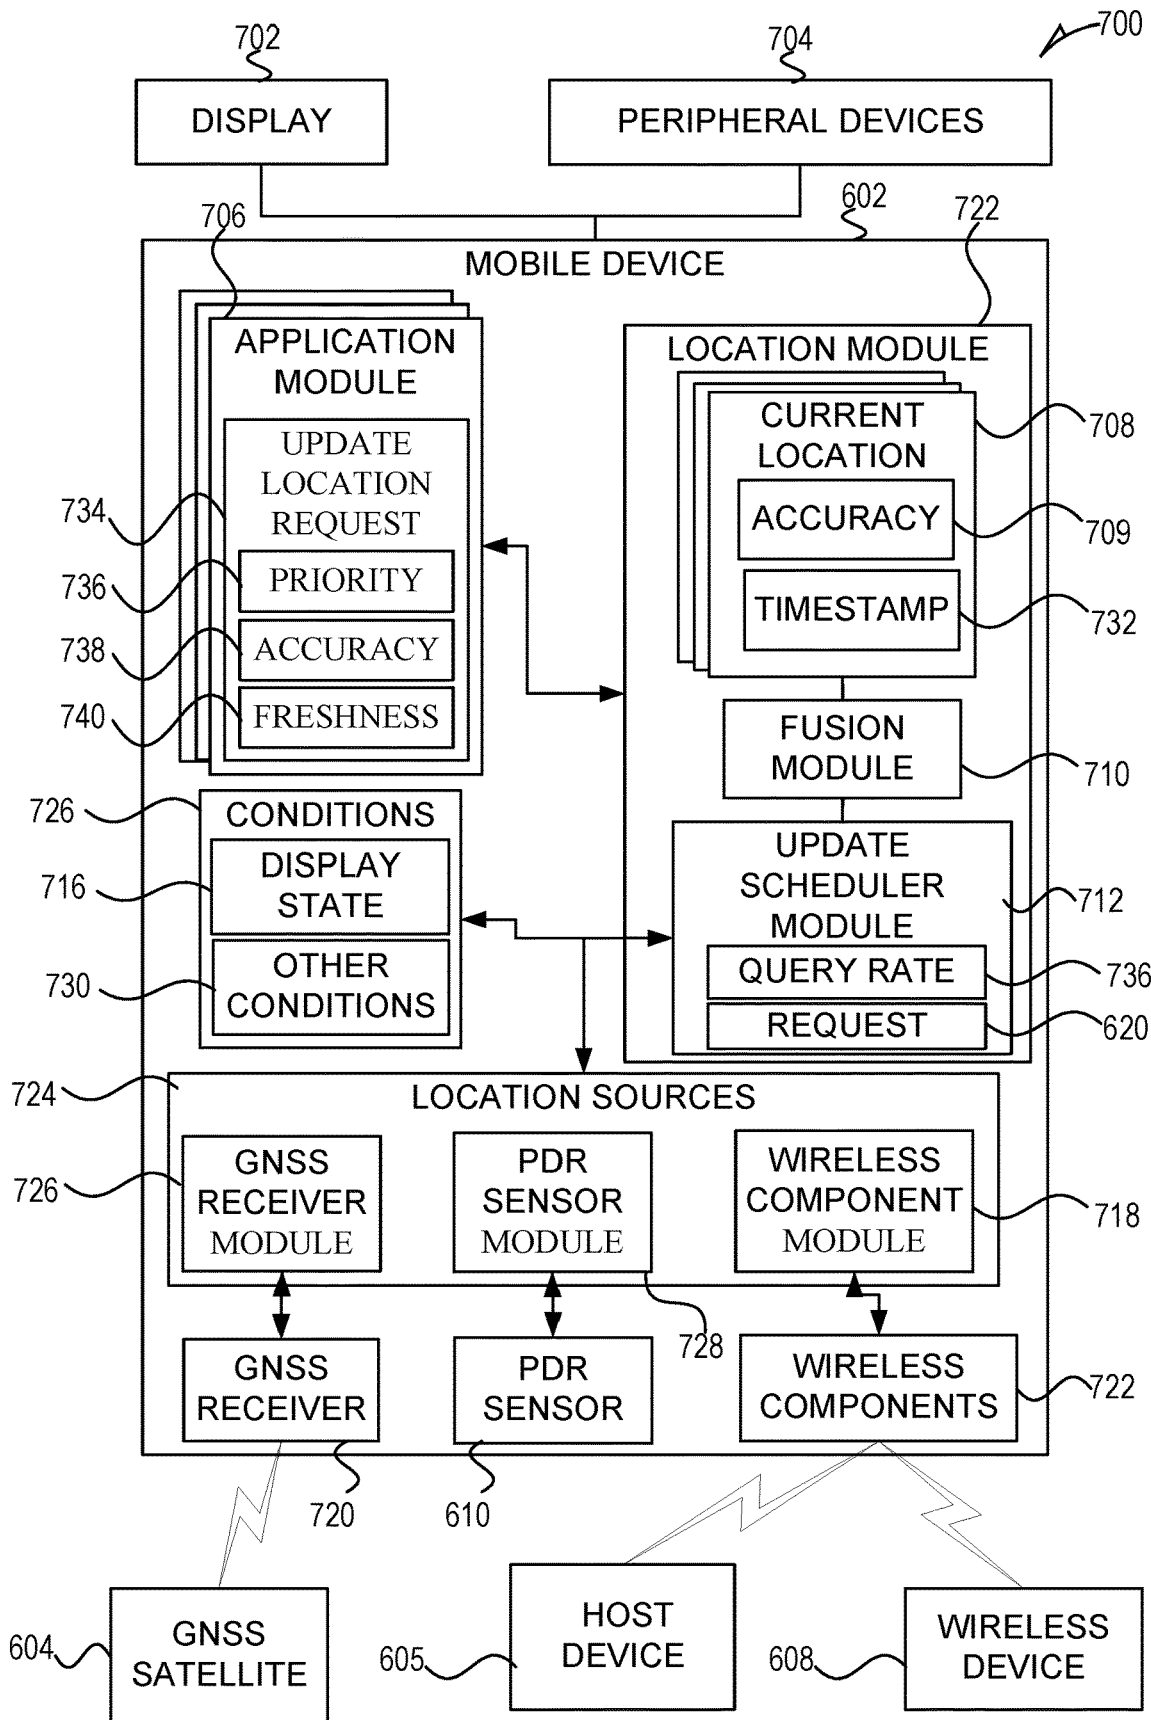 700
702
704
DISPLAY
PERIPHERAL DEVICES
706
602
722
MOBILE DEVICE
APPLICATION
MODULE
UPDATE
LOCATION
REQUEST
734
PRIORITY
736
ACCURACY
738
FRESHNESS
740
LOCATION MODULE
CURRENT
LOCATION
708
ACCURACY
709
TIMESTAMP
732
FUSION
MODULE
710
726
CONDITIONS
DISPLAY
STATE
716
OTHER
CONDITIONS
730
UPDATE
SCHEDULER
MODULE
712
QUERY RATE
736
REQUEST
620
724
LOCATION SOURCES
GNSS
RECEIVER
MODULE
726
PDR
SENSOR
MODULE
728
WIRELESS
COMPONENT
MODULE
718
GNSS
RECEIVER
720
PDR
SENSOR
610
WIRELESS
COMPONENTS
722
604
GNSS
SATELLITE
605
HOST
DEVICE
608
WIRELESS
DEVICE